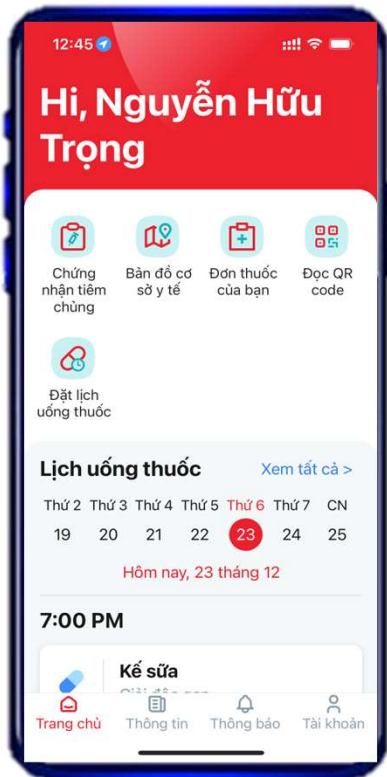 12:45
Hi, Nguyễn Hữu
Trọng
Chứng
nhận tiêm
chủng
Bản đồ cơ
sở y tế
Đơn thuốc
của bạn
Đọc QR
code
Đặt lịch
uống thuốc
Lịch uống thuốc
Xem tất cả >
Thứ 2 Thứ 3 Thứ 4 Thứ 5 Thứ 6 Thứ 7 CN
19 20 21 22 23 24 25
Hôm nay, 23 tháng 12
7:00 PM
Kế sữa
Giải độc gan
Trang chủ Thông tin Thông báo Tài khoản